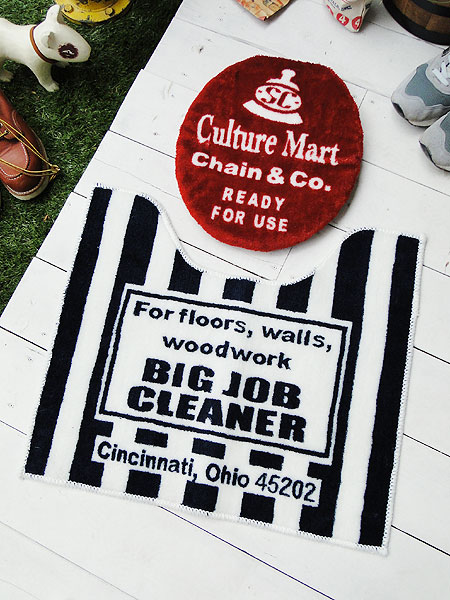 SC
Culture Mart
Chain & Co.
READY
FOR USE
For floors, walls,
woodwork
BIG JOB
CLEANER
Cincinnati, Ohio 45202